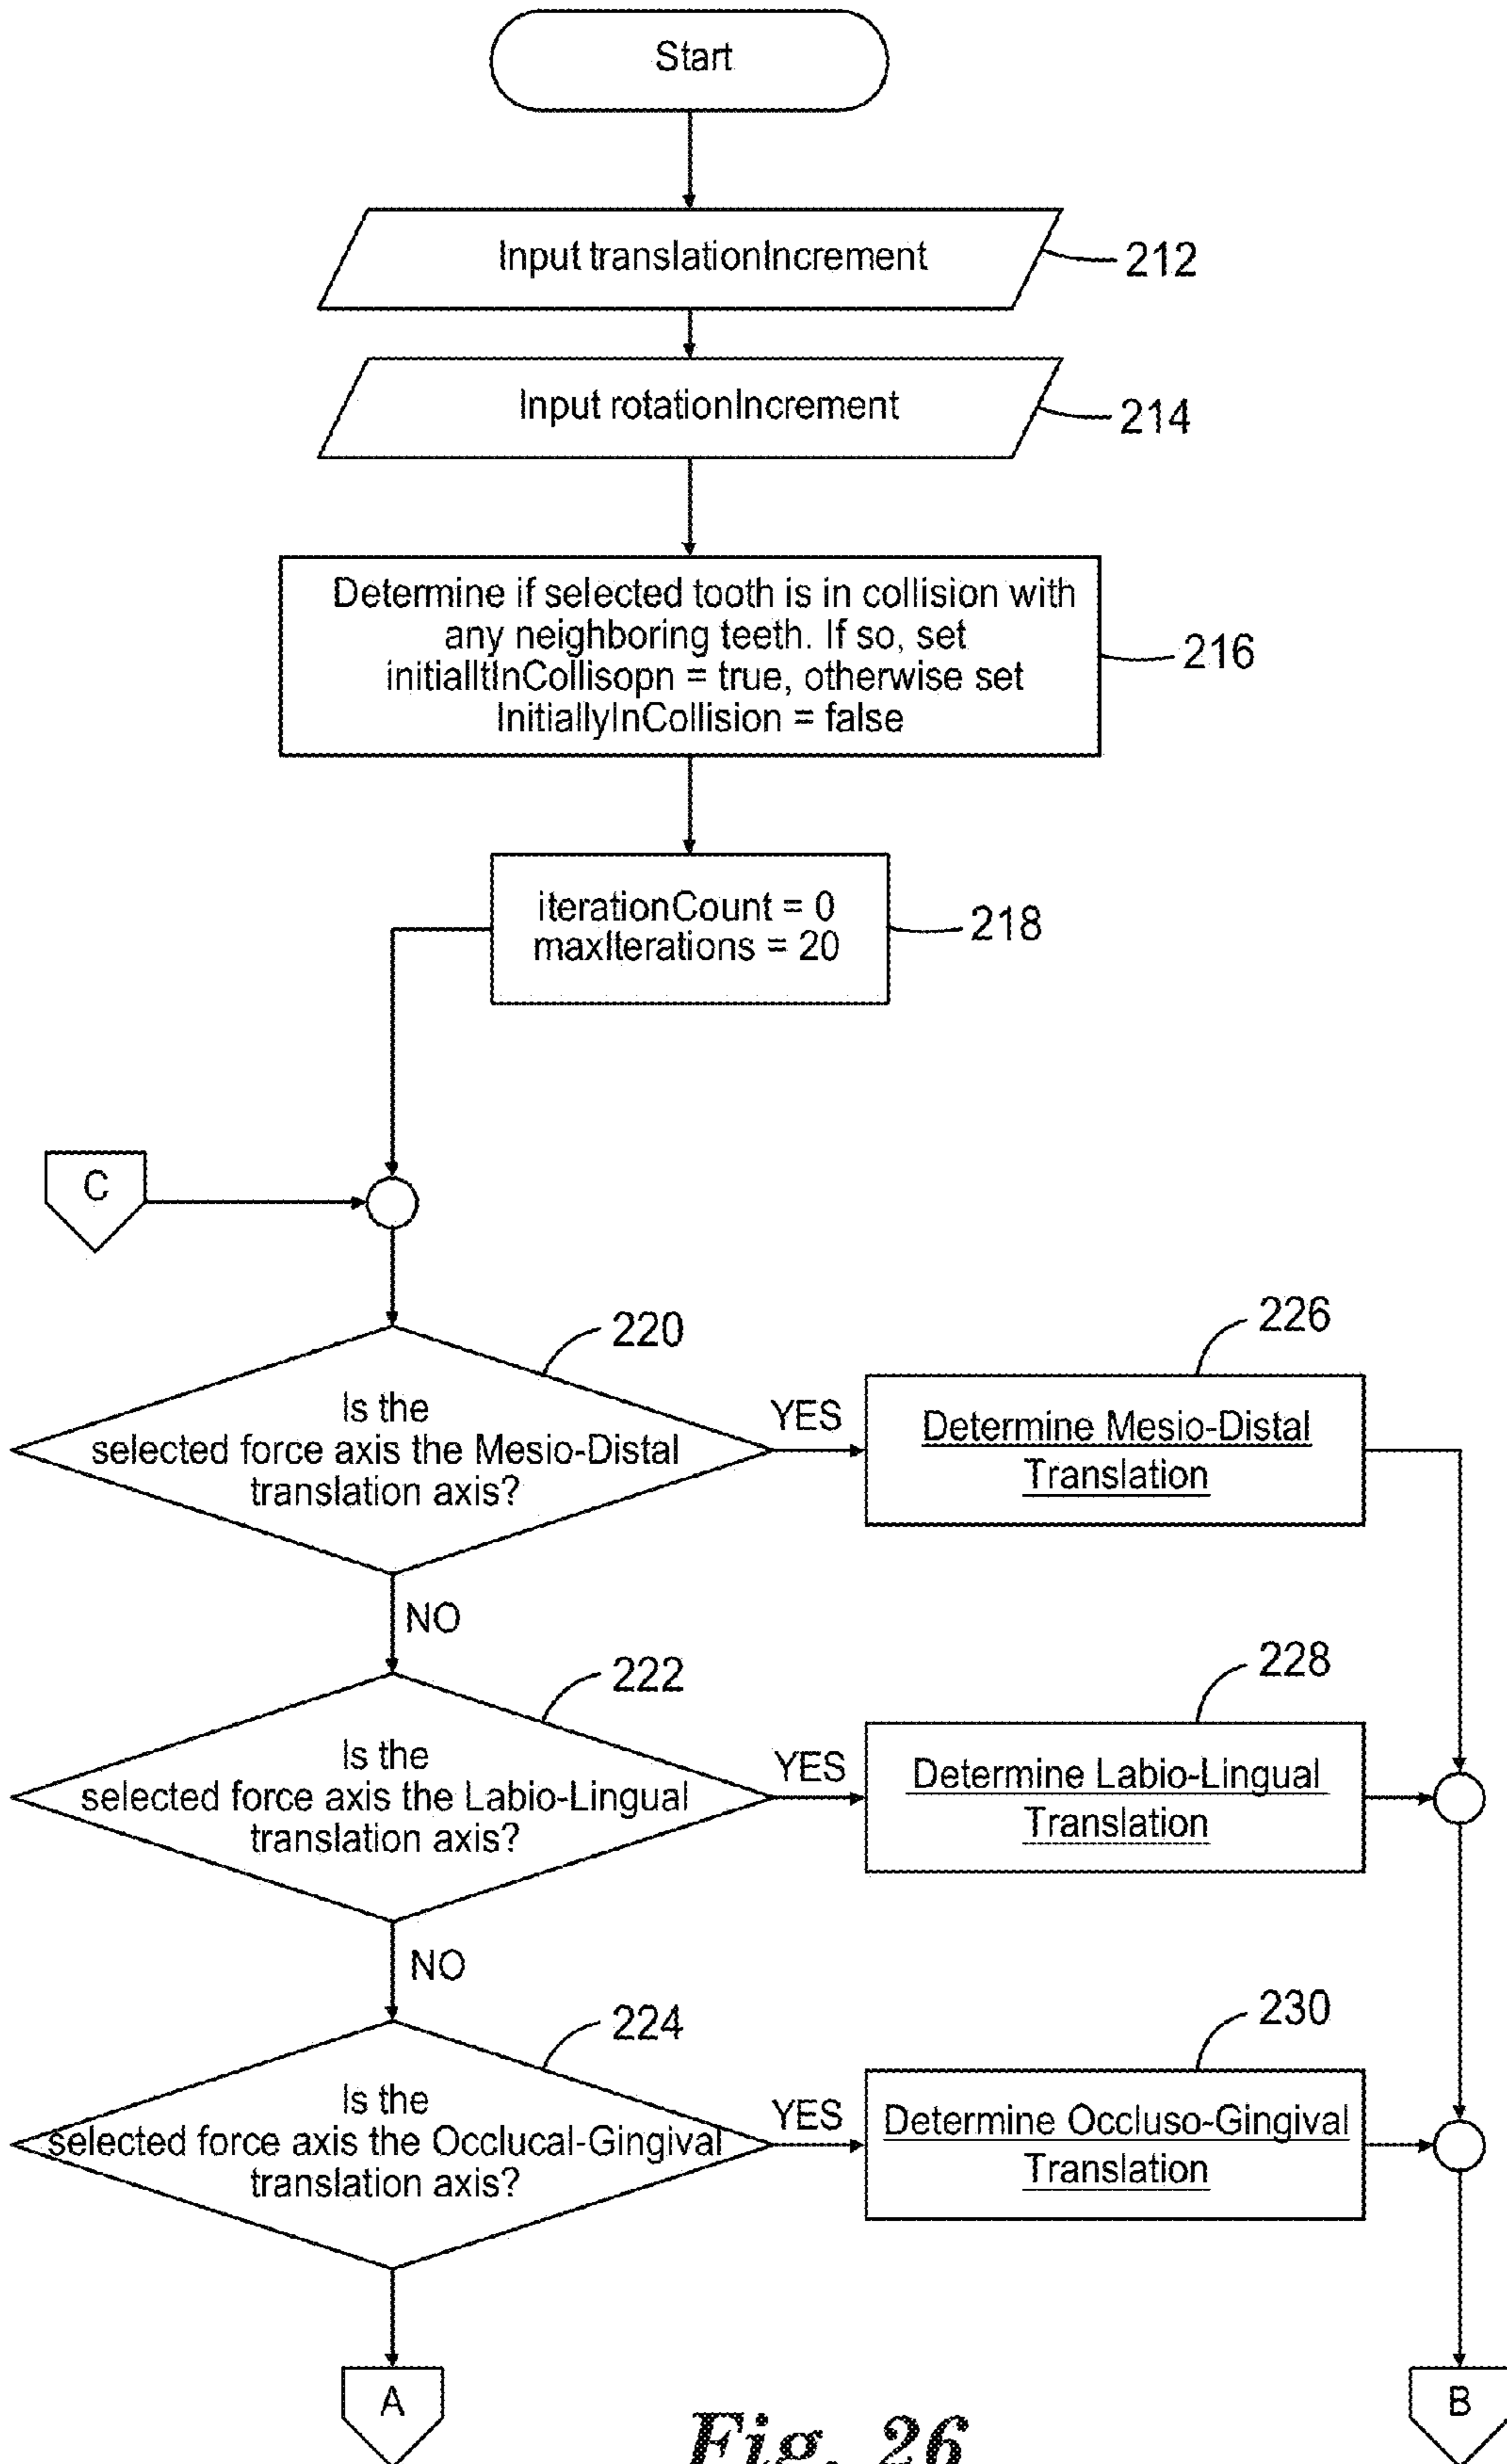 Start
Input translationIncrement
212
Input rotationIncrement
214
Determine if selected tooth is in collision with
any neighboring teeth. If so, set
initialltInCollisopn = true, otherwise set
InitiallyInCollision = false
216
iterationCount = 0
maxIterations = 20
218
C
220
Is the
selected force axis the Mesio-Distal
translation axis?
YES
226
Determine Mesio-Distal
Translation
NO
222
Is the
selected force axis the Labio-Lingual
translation axis?
YES
228
Determine Labio-Lingual
Translation
NO
224
Is the
selected force axis the Occlucal-Gingival
translation axis?
YES
230
Determine Occluso-Gingival
Translation
A
B
Fig. 26